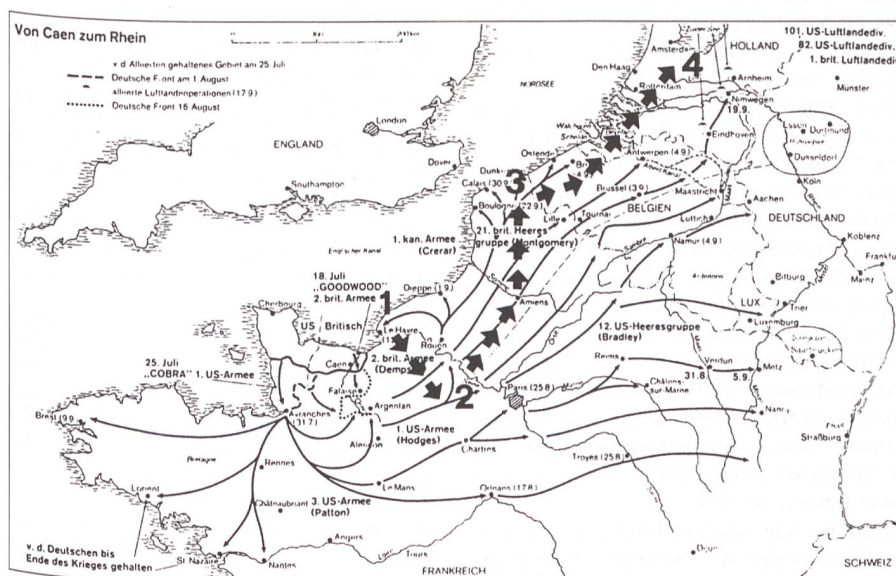 Von Caen zum Rhein
v. d. Alliierten gehaltenes Gebiet am 25 Juli
Deutsche Front am 1. August
alliierte Luftlandeoperationen (17.9.)
Deutsche Front 16 August
101. US-Luftlandediv.
82. US-Luftlandediv.
1. brit. Luftlandediv
HOLLAND
Amsterdam
Den Haag
Rotterdam
Arnheim
Nimwegen
19.9.
Münster
4
NORDSEE
ENGLAND
London
Dover
Southampton
Essen
Dortmund
Düsseldorf
Köln
Eindhoven
Antwerpen (4.9.)
Ostende
Calais (30.9.
Boulogne (22.9.)
3
Brüssel (3.9.)
Maastricht
Aachen
Lille
Tournai
BELGIEN
Lüttich
DEUTSCHLAND
Koblenz
21. brit. Heeres
gruppe (Montgomery)
1. kan. Armee
(Crerar)
Englischer Kanal
Namur (4.9.)
Ardennen
Bitburg
Mainz
Frankfu
18. Juli
„GOODWOOD"
2. brit. Armee
1
Dieppe (1.9.)
Amiens
LUX
Trier
Luxemburg
Cherbourg
US
Britisch
Le Havre
Rouen
12. US-Heeresgruppe
(Bradley)
Oise
Saarbrücken
25. Juli
„COBRA" 1. US-Armee
Caen
2. brit. Armee
(Demps
2
Reims
Verdun
31.8.
5.9.
Metz
Falaise
Paris (25.8.)
Châlons-
sur-Marne
Brest (9.9.
Avranches
(31.7.)
Argentan
Nancy
1. US-Armee
(Hodges)
Alençon
Chartres
Straßburg
Bretagne
Rennes
Le Mans
Troyes (25.8.)
Lorient
Châteaubriant
3. US-Armee
(Patton)
Orléans (17.8.)
v. d. Deutschen bis
Ende des Krieges gehalten
St. Nazaire
Nantes
Angers
Tours
Dijon
FRANKREICH
SCHWEIZ